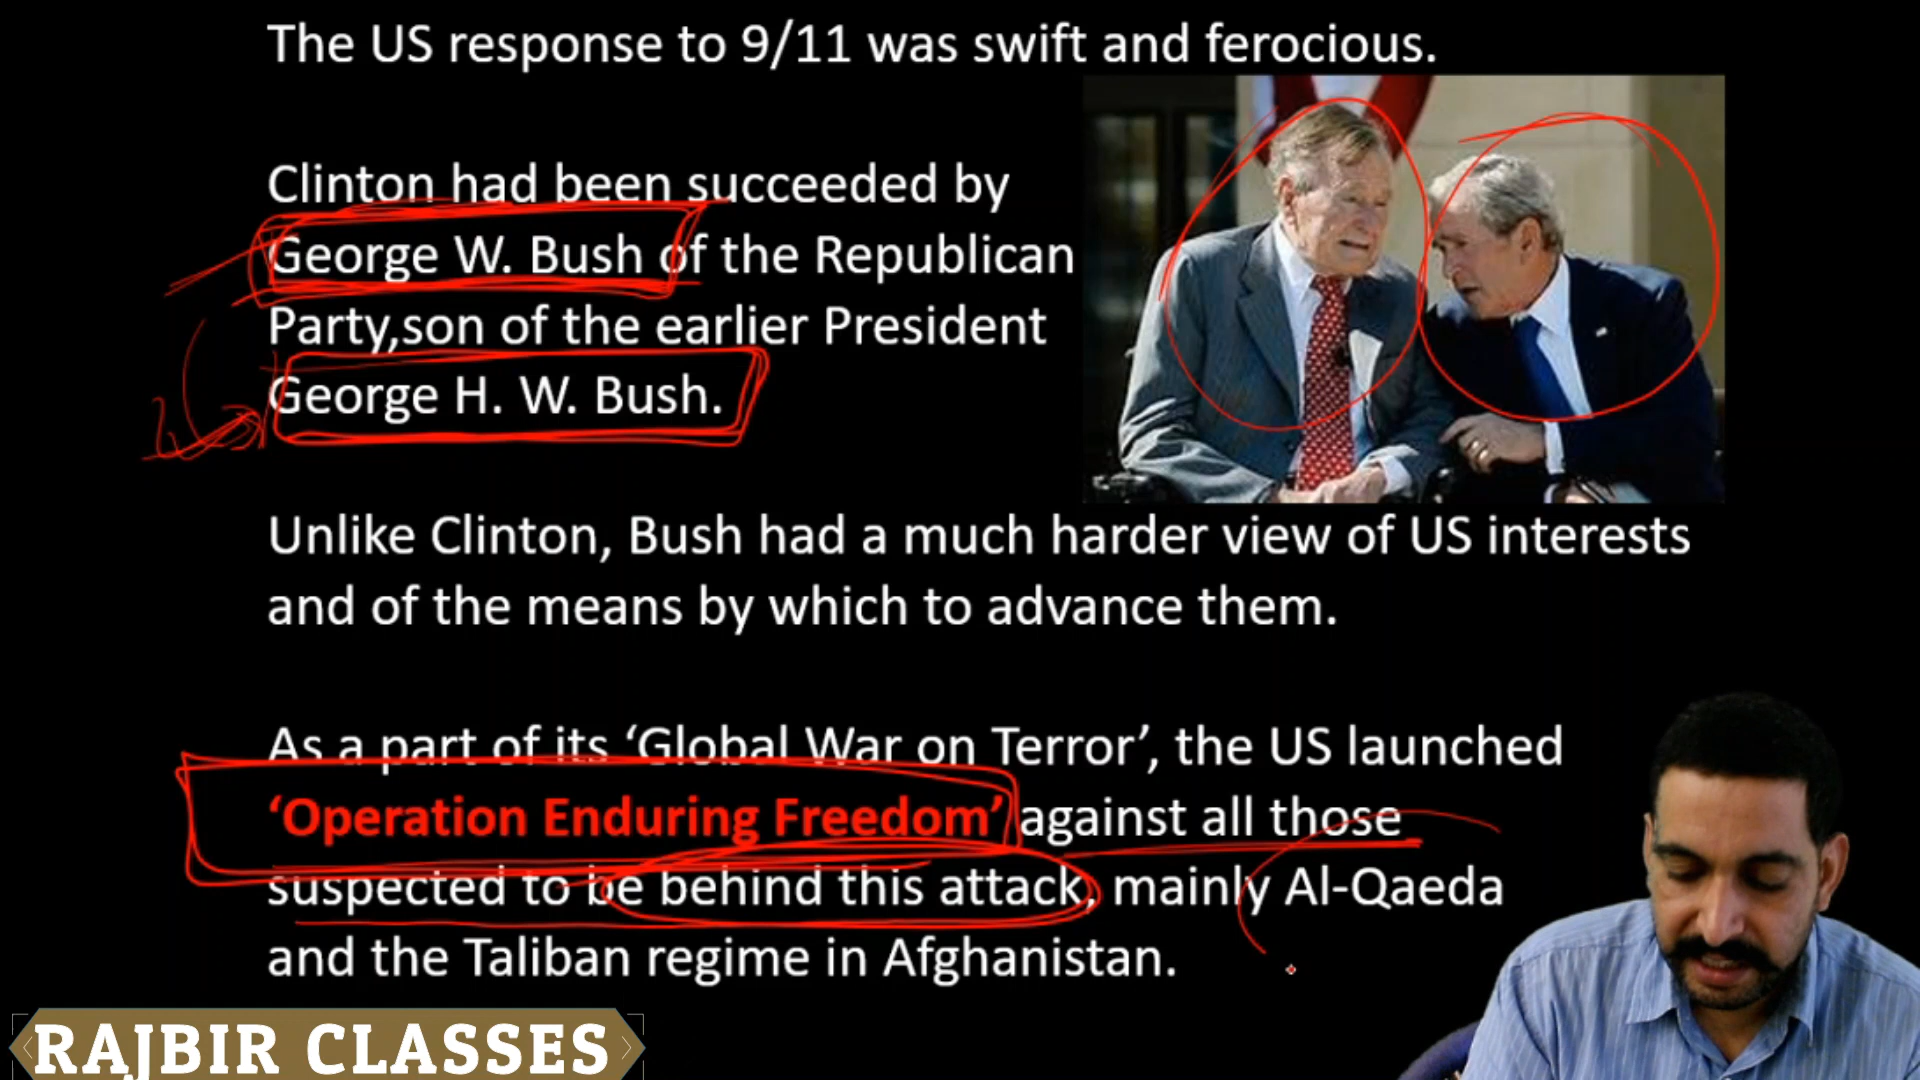 The US response to 9/11 was swift and ferocious.
Clinton had been succeeded by
George W. Bush of the Republican
Party,son of the earlier President
George H. W. Bush.
Unlike Clinton, Bush had a much harder view of US interests
and of the means by which to advance them.
As a part of its ‘Global War on Terror’, the US launched
‘Operation Enduring Freedom’ against all those
suspected to be behind this attack, mainly Al-Qaeda
and the Taliban regime in Afghanistan.
RAJBIR CLASSES